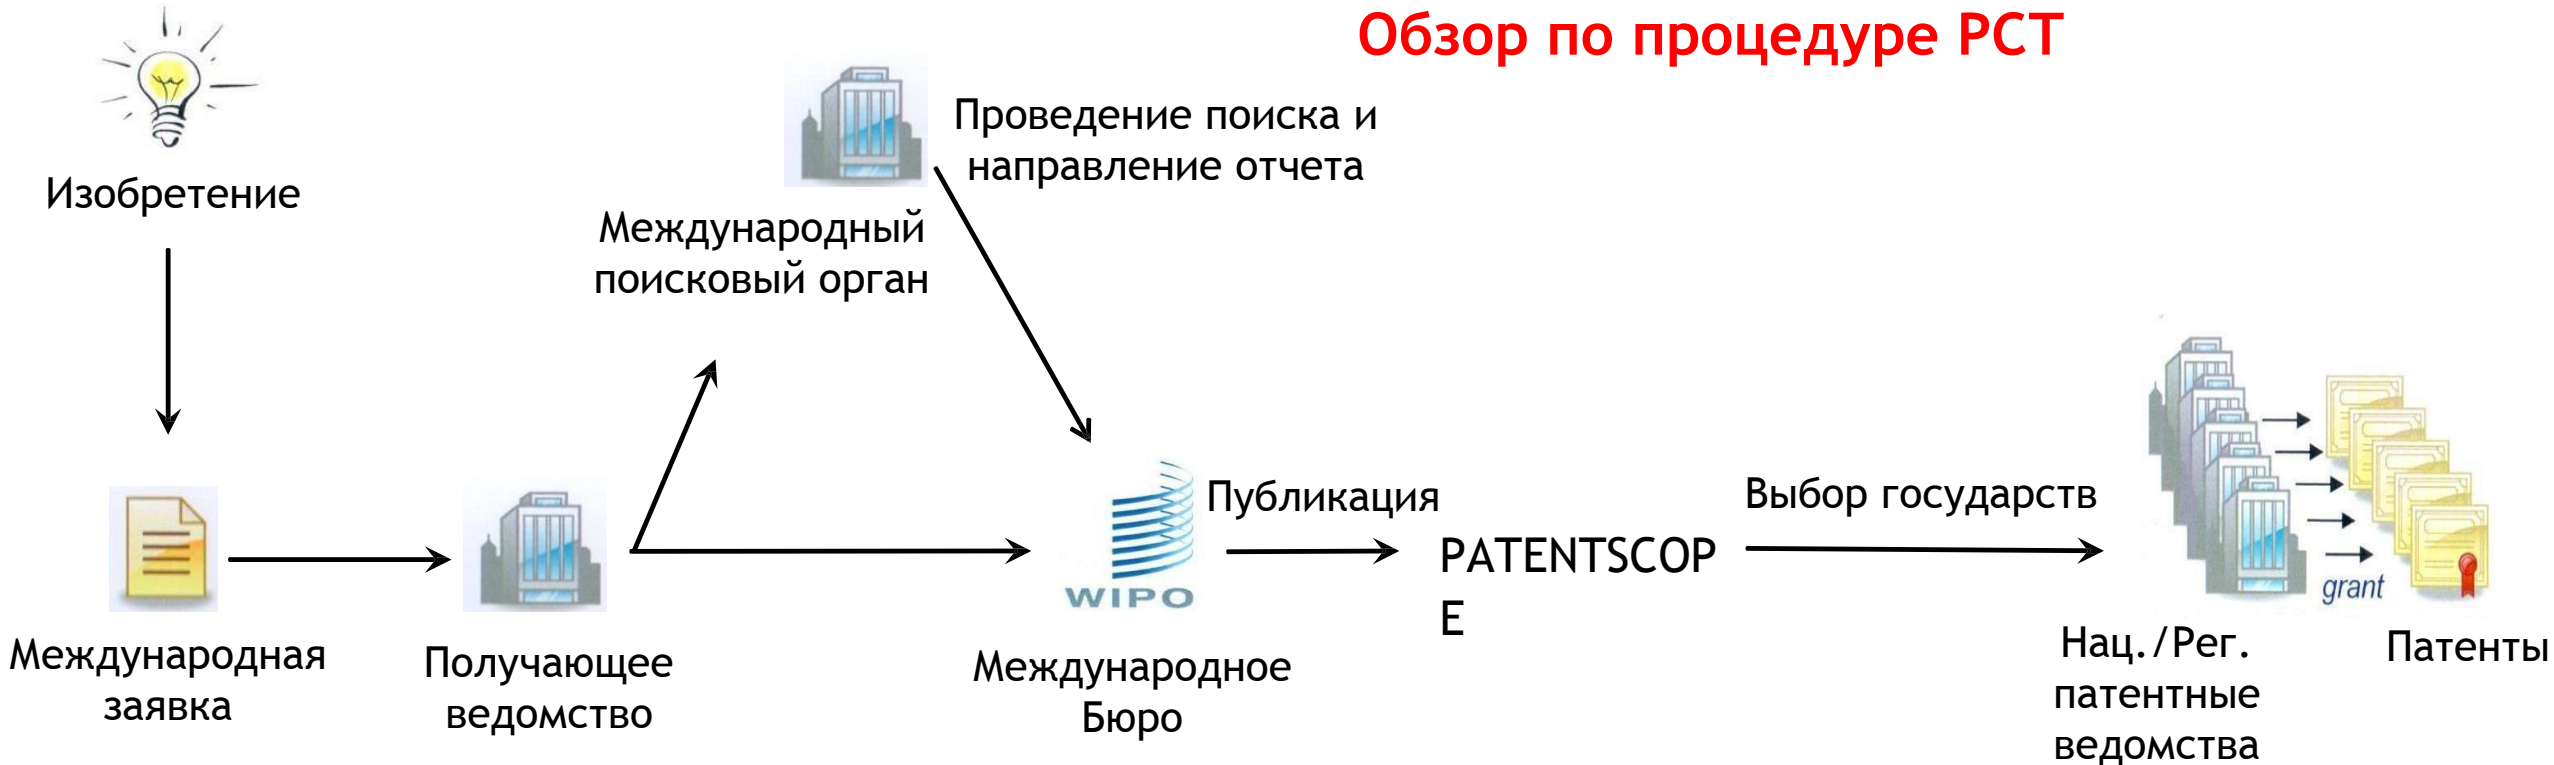 Обзор по процедуре PCT
Изобретение
Проведение поиска и
направление отчета
Международный
поисковый орган
Международная
заявка
Получающее
ведомство
WIPO
Международное
Бюро
Публикация
PATENTSCOP
E
Выбор государств
grant
Нац./Рег.
патентные
ведомства
Патенты